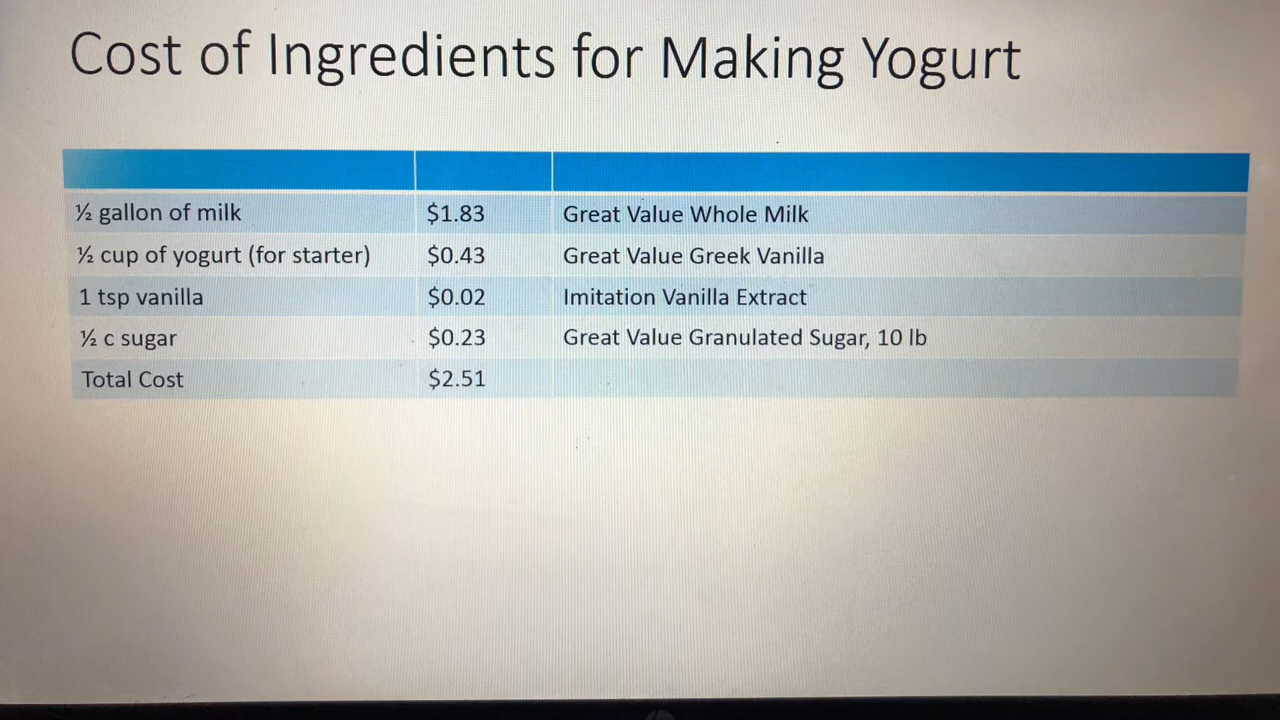 Cost of Ingredients for Making Yogurt
½ gallon of milk $1.83 Great Value Whole Milk
½ cup of yogurt (for starter) $0.43 Great Value Greek Vanilla
1 tsp vanilla $0.02 Imitation Vanilla Extract
½ c sugar $0.23 Great Value Granulated Sugar, 10 lb
Total Cost $2.51